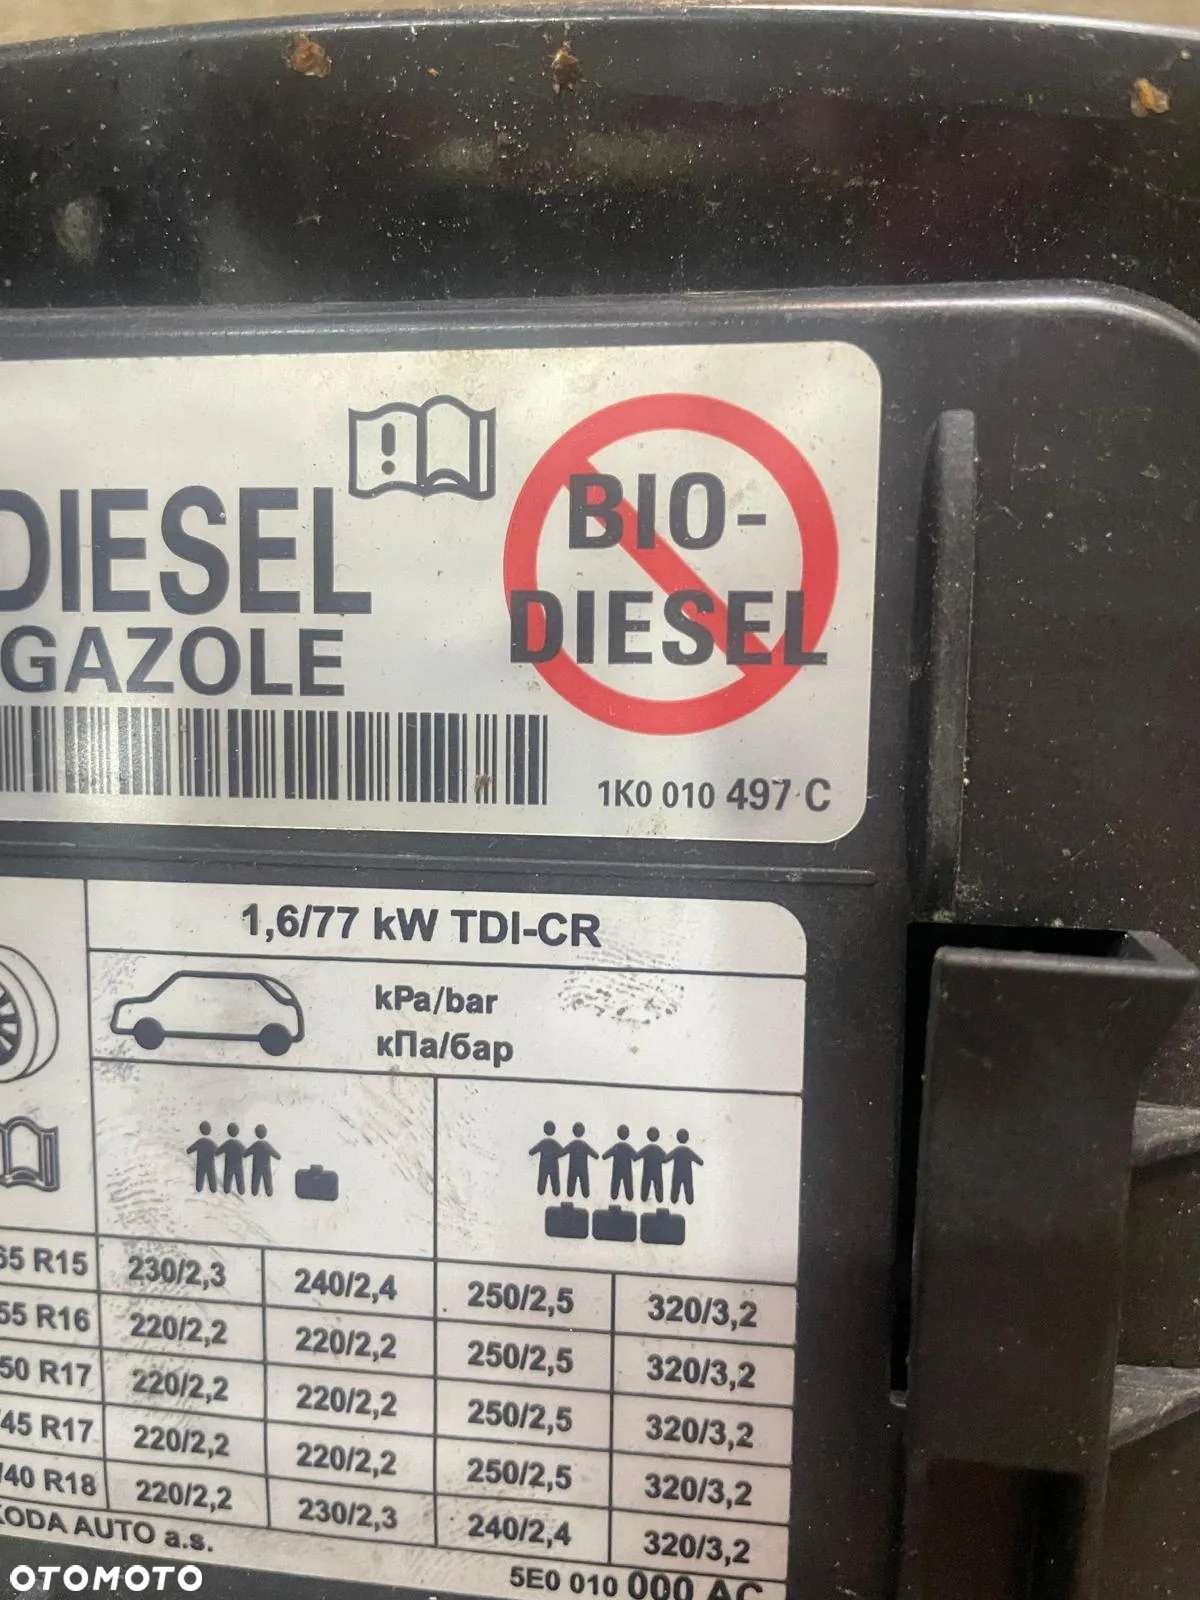 BIO-
DIESEL
DIESEL
GAZOLE
1K0 010 497 C
1,6/77 kW TDI-CR
kPa/bar
кПа/бар
65 R15 230/2,3 240/2,4 250/2,5 320/3,2
55 R16 220/2,2 220/2,2 250/2,5 320/3,2
50 R17 220/2,2 220/2,2 250/2,5 320/3,2
/45 R17 220/2,2 220/2,2 250/2,5 320/3,2
/40 R18 220/2,2 230/2,3 240/2,4 320/3,2
KODA AUTO a.s.
5E0 010 000 AC
OTOMOTO